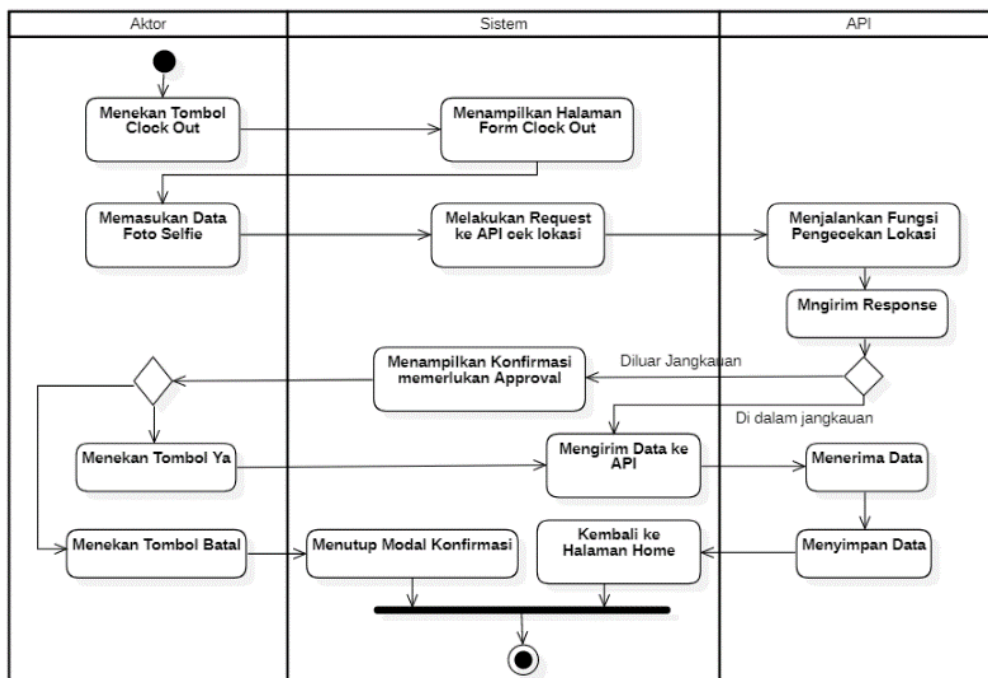 Aktor
Sistem
API
Menekan Tombol
Clock Out
Menampilkan Halaman
Form Clock Out
Memasukan Data
Foto Selfie
Melakukan Request
ke API cek lokasi
Menjalankan Fungsi
Pengecekan Lokasi
Mngirim Response
Menampilkan Konfirmasi
memerlukan Approval
Diluar Jangkauan
Di dalam jangkauan
Menekan Tombol Ya
Mengirim Data ke
API
Menerima Data
Menekan Tombol Batal
Menutup Modal Konfirmasi
Kembali ke
Halaman Home
Menyimpan Data